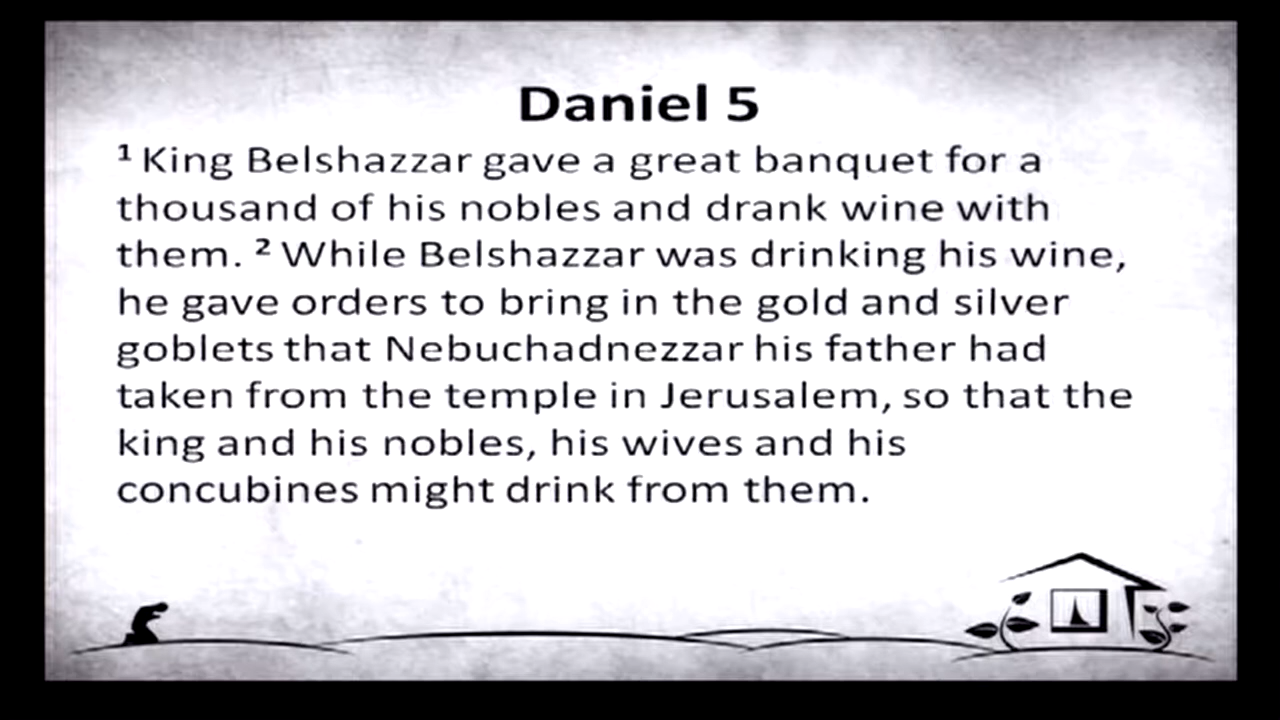 Daniel 5
¹ King Belshazzar gave a great banquet for a
thousand of his nobles and drank wine with
them. ² While Belshazzar was drinking his wine,
he gave orders to bring in the gold and silver
goblets that Nebuchadnezzar his father had
taken from the temple in Jerusalem, so that the
king and his nobles, his wives and his
concubines might drink from them.